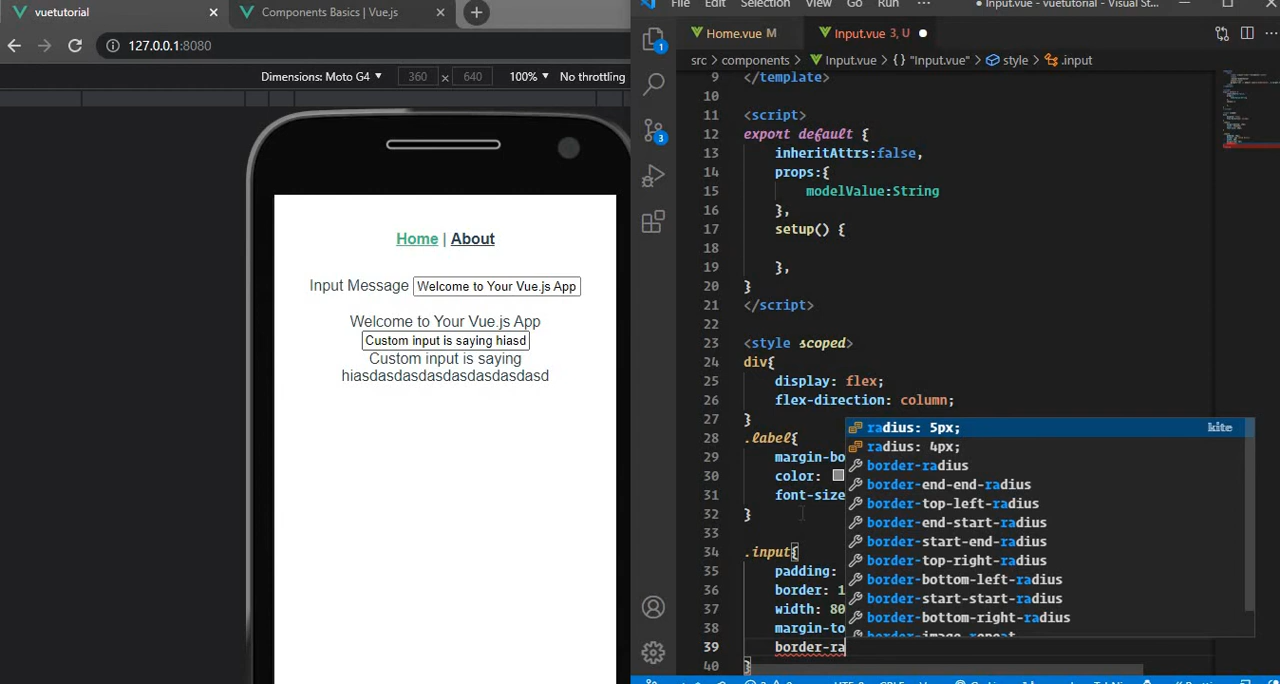 vuetutorial
Components Basics | Vue.js
127.0.0.1:8080
Dimensions: Moto G4 360 x 640 100% No throttling
Home | About
Input Message Welcome to Your Vue.js App
Welcome to Your Vue.js App
Custom input is saying hiasd
Custom input is saying
hiasdasdasdasdasdasdasd
File Edit Selection View Go Run ··· ● Input.vue - vuetutorial - Visual St...
Home.vue M Input.vue 3, U
src > components > Input.vue > {} "Input.vue" > style > .input
1
3
9 </template>
10
11 <script>
12 export default {
13 inheritAttrs:false,
14 props:{
15 modelValue:String
16 },
17 setup() {
18
19 },
20 }
21 </script>
22
23 <style scoped>
24 div{
25 display: flex;
26 flex-direction: column;
27 }
28 .label{
29 margin-bo
30 color:
31 font-size
32 }
33
34 .input{
35 padding:
36 border: 1
37 width: 80
38 margin-to
39 border-ra
40 }
radius: 5px; kite
radius: 4px;
border-radius
border-end-end-radius
border-top-left-radius
border-end-start-radius
border-start-end-radius
border-top-right-radius
border-bottom-left-radius
border-start-start-radius
border-bottom-right-radius
border-image-repeat